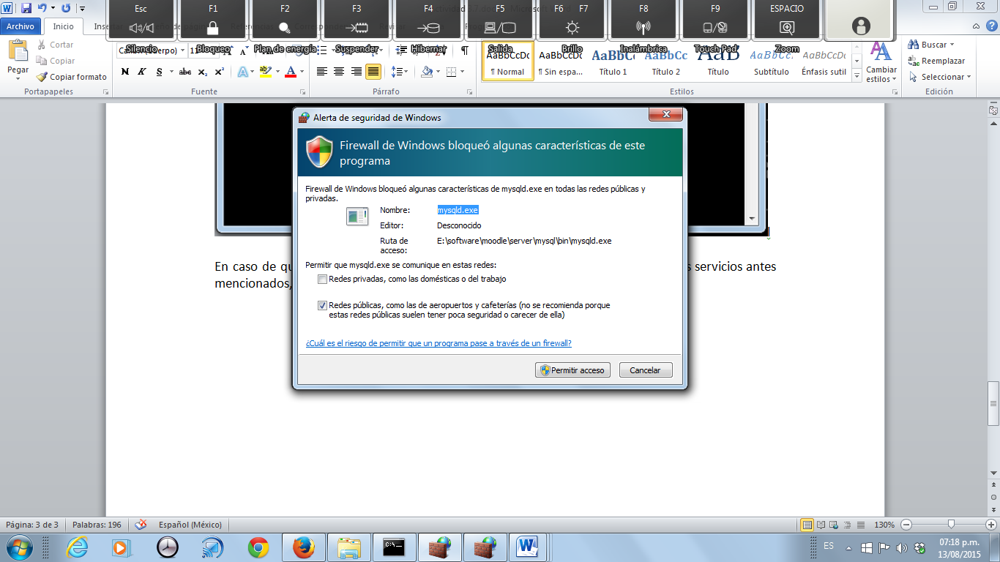 Esc F1 F2 F3 F4 F5 F6 F7 F8 F9 ESPACIO
Silencio Bloqueo Plan de energía Suspender Hibernar Salida Brillo Inalámbrica Touch Pad Zoom
Archivo Inicio
Pegar
Cortar
Copiar
Copiar formato
Portapapeles
N K S abc x₂ x²
Fuente
Párrafo
AaBbCcDc
¶ Normal
AaBbCcDc
¶ Sin espa...
AaBbC
Título 1
AaBbCc
Título 2
Título
AaBbCc.
Subtítulo
AaBbCcDc
Énfasis sutil
Cambiar
estilos
Estilos
Buscar
Reemplazar
Seleccionar
Edición
Alerta de seguridad de Windows
Firewall de Windows bloqueó algunas características de este
programa
Firewall de Windows bloqueó algunas características de mysqld.exe en todas las redes públicas y
privadas.
Nombre: mysqld.exe
Editor: Desconocido
Ruta de
acceso:
E:\software\moodle\server\mysql\bin\mysqld.exe
Permitir que mysqld.exe se comunique en estas redes:
Redes privadas, como las domésticas o del trabajo
Redes públicas, como las de aeropuertos y cafeterías (no se recomienda porque
estas redes públicas suelen tener poca seguridad o carecer de ella)
¿Cuál es el riesgo de permitir que un programa pase a través de un firewall?
Permitir acceso Cancelar
En caso de servicios antes
mencionados,
Página: 3 de 3 Palabras: 196 Español (México) 130%
ES 07:18 p.m.
13/08/2015